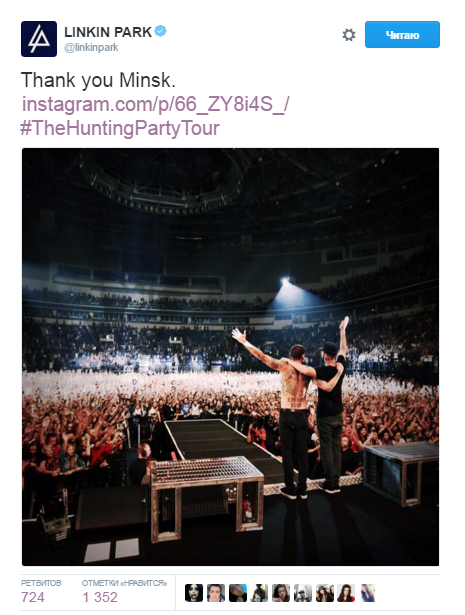 LINKIN PARK
@linkinpark
Читаю
Thank you Minsk.
instagram.com/p/66_ZY8i4S_/
#TheHuntingPartyTour
РЕТВИТОВ
ОТМЕТКИ «НРАВИТСЯ»
724
1 352